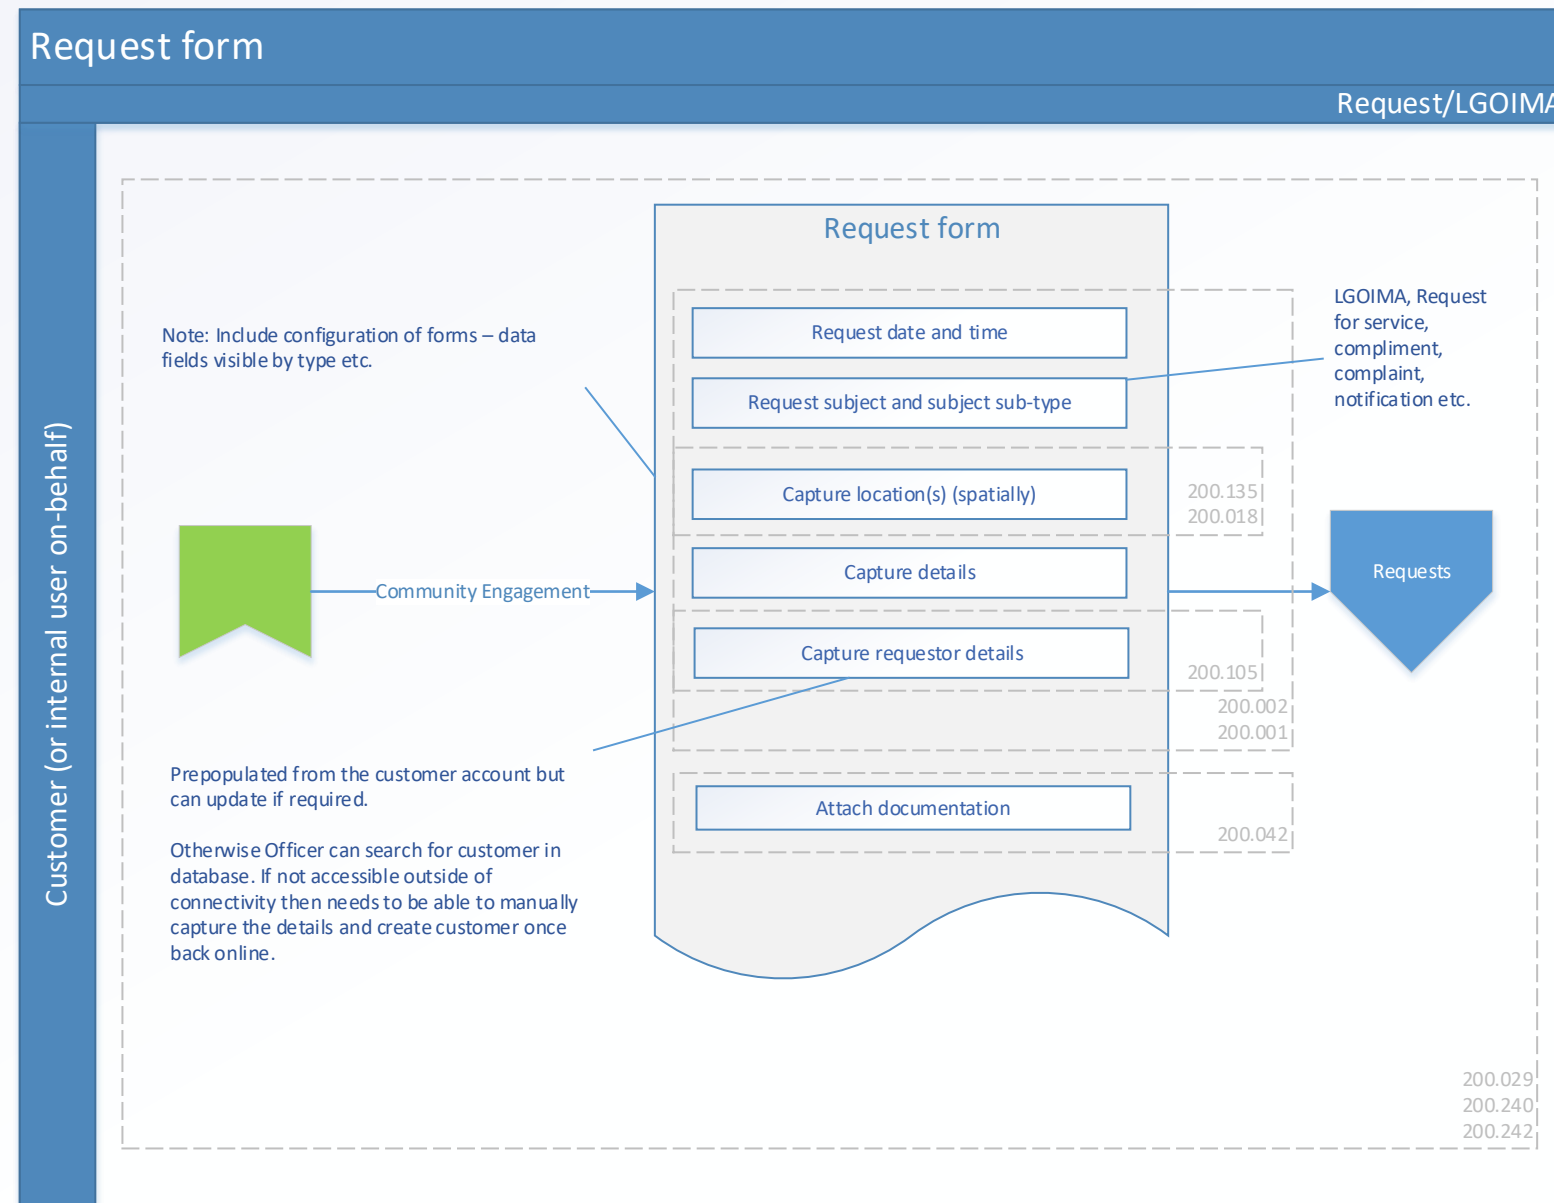 Request form
Request/LGOIMA
Customer (or internal user on-behalf)
Request form
Note: Include configuration of forms – data
fields visible by type etc.
Request date and time
Request subject and subject sub-type
LGOIMA, Request
for service,
compliment,
complaint,
notification etc.
Capture location(s) (spatially)
200.135
200.018
Community Engagement
Capture details
Requests
Capture requestor details
200.105
200.002
200.001
Prepopulated from the customer account but
can update if required.
Otherwise Officer can search for customer in
database. If not accessible outside of
connectivity then needs to be able to manually
capture the details and create customer once
back online.
Attach documentation
200.042
200.029
200.240
200.242